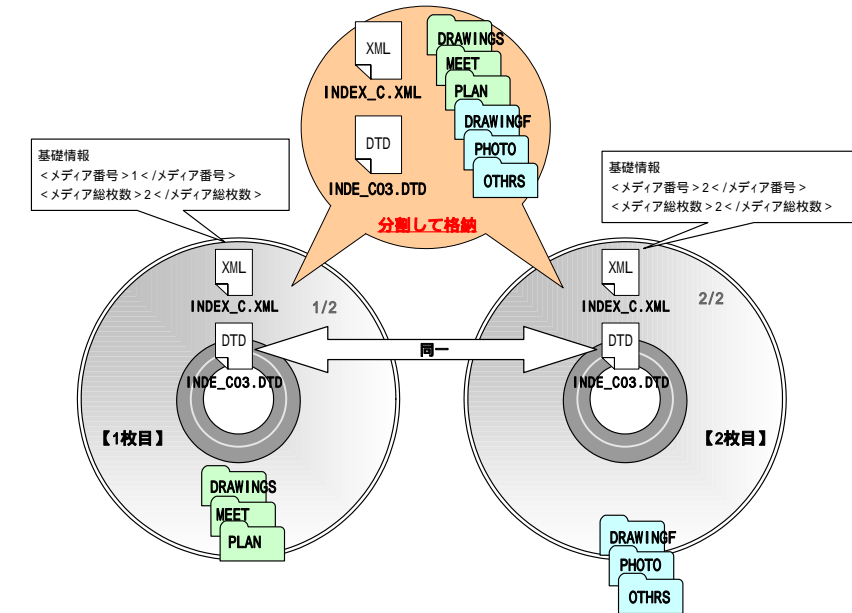 XML
INDEX_C.XML
DTD
INDE_C03.DTD
DRAWINGS
MEET
PLAN
DRAWINGF
PHOTO
OTHRS
分割して格納
基礎情報
<メディア番号>1</メディア番号>
<メディア総枚数>2</メディア総枚数>
基礎情報
<メディア番号>2</メディア番号>
<メディア総枚数>2</メディア総枚数>
XML
INDEX_C.XML
1/2
DTD
INDE_C03.DTD
【1枚目】
DRAWINGS
MEET
PLAN
同一
XML
INDEX_C.XML
2/2
DTD
INDE_C03.DTD
【2枚目】
DRAWINGF
PHOTO
OTHRS